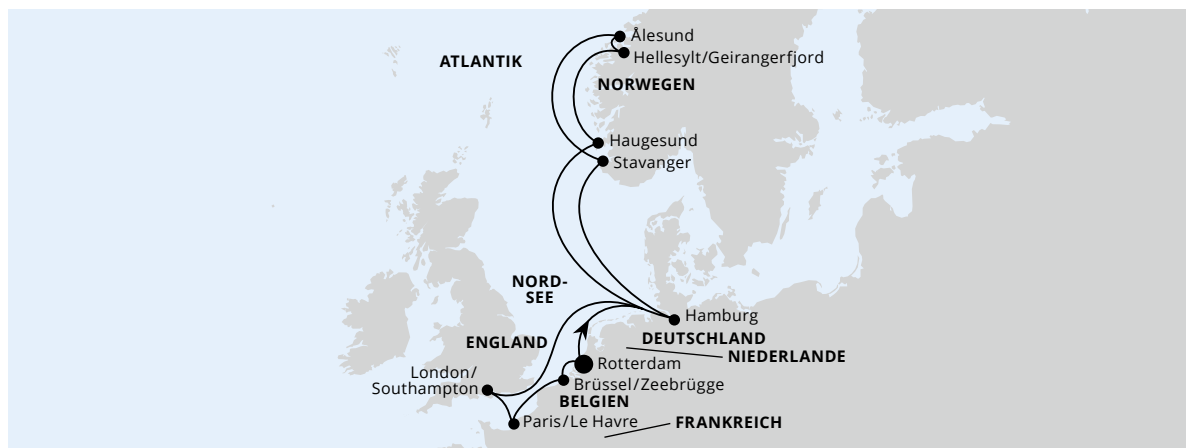 Ålesund
Hellesylt/Geirangerfjord
ATLANTIK
NORWEGEN
Haugesund
Stavanger
NORD-
SEE
Hamburg
ENGLAND
DEUTSCHLAND
NIEDERLANDE
Rotterdam
London/
Southampton
Brüssel/Zeebrügge
BELGIEN
Paris/Le Havre
FRANKREICH